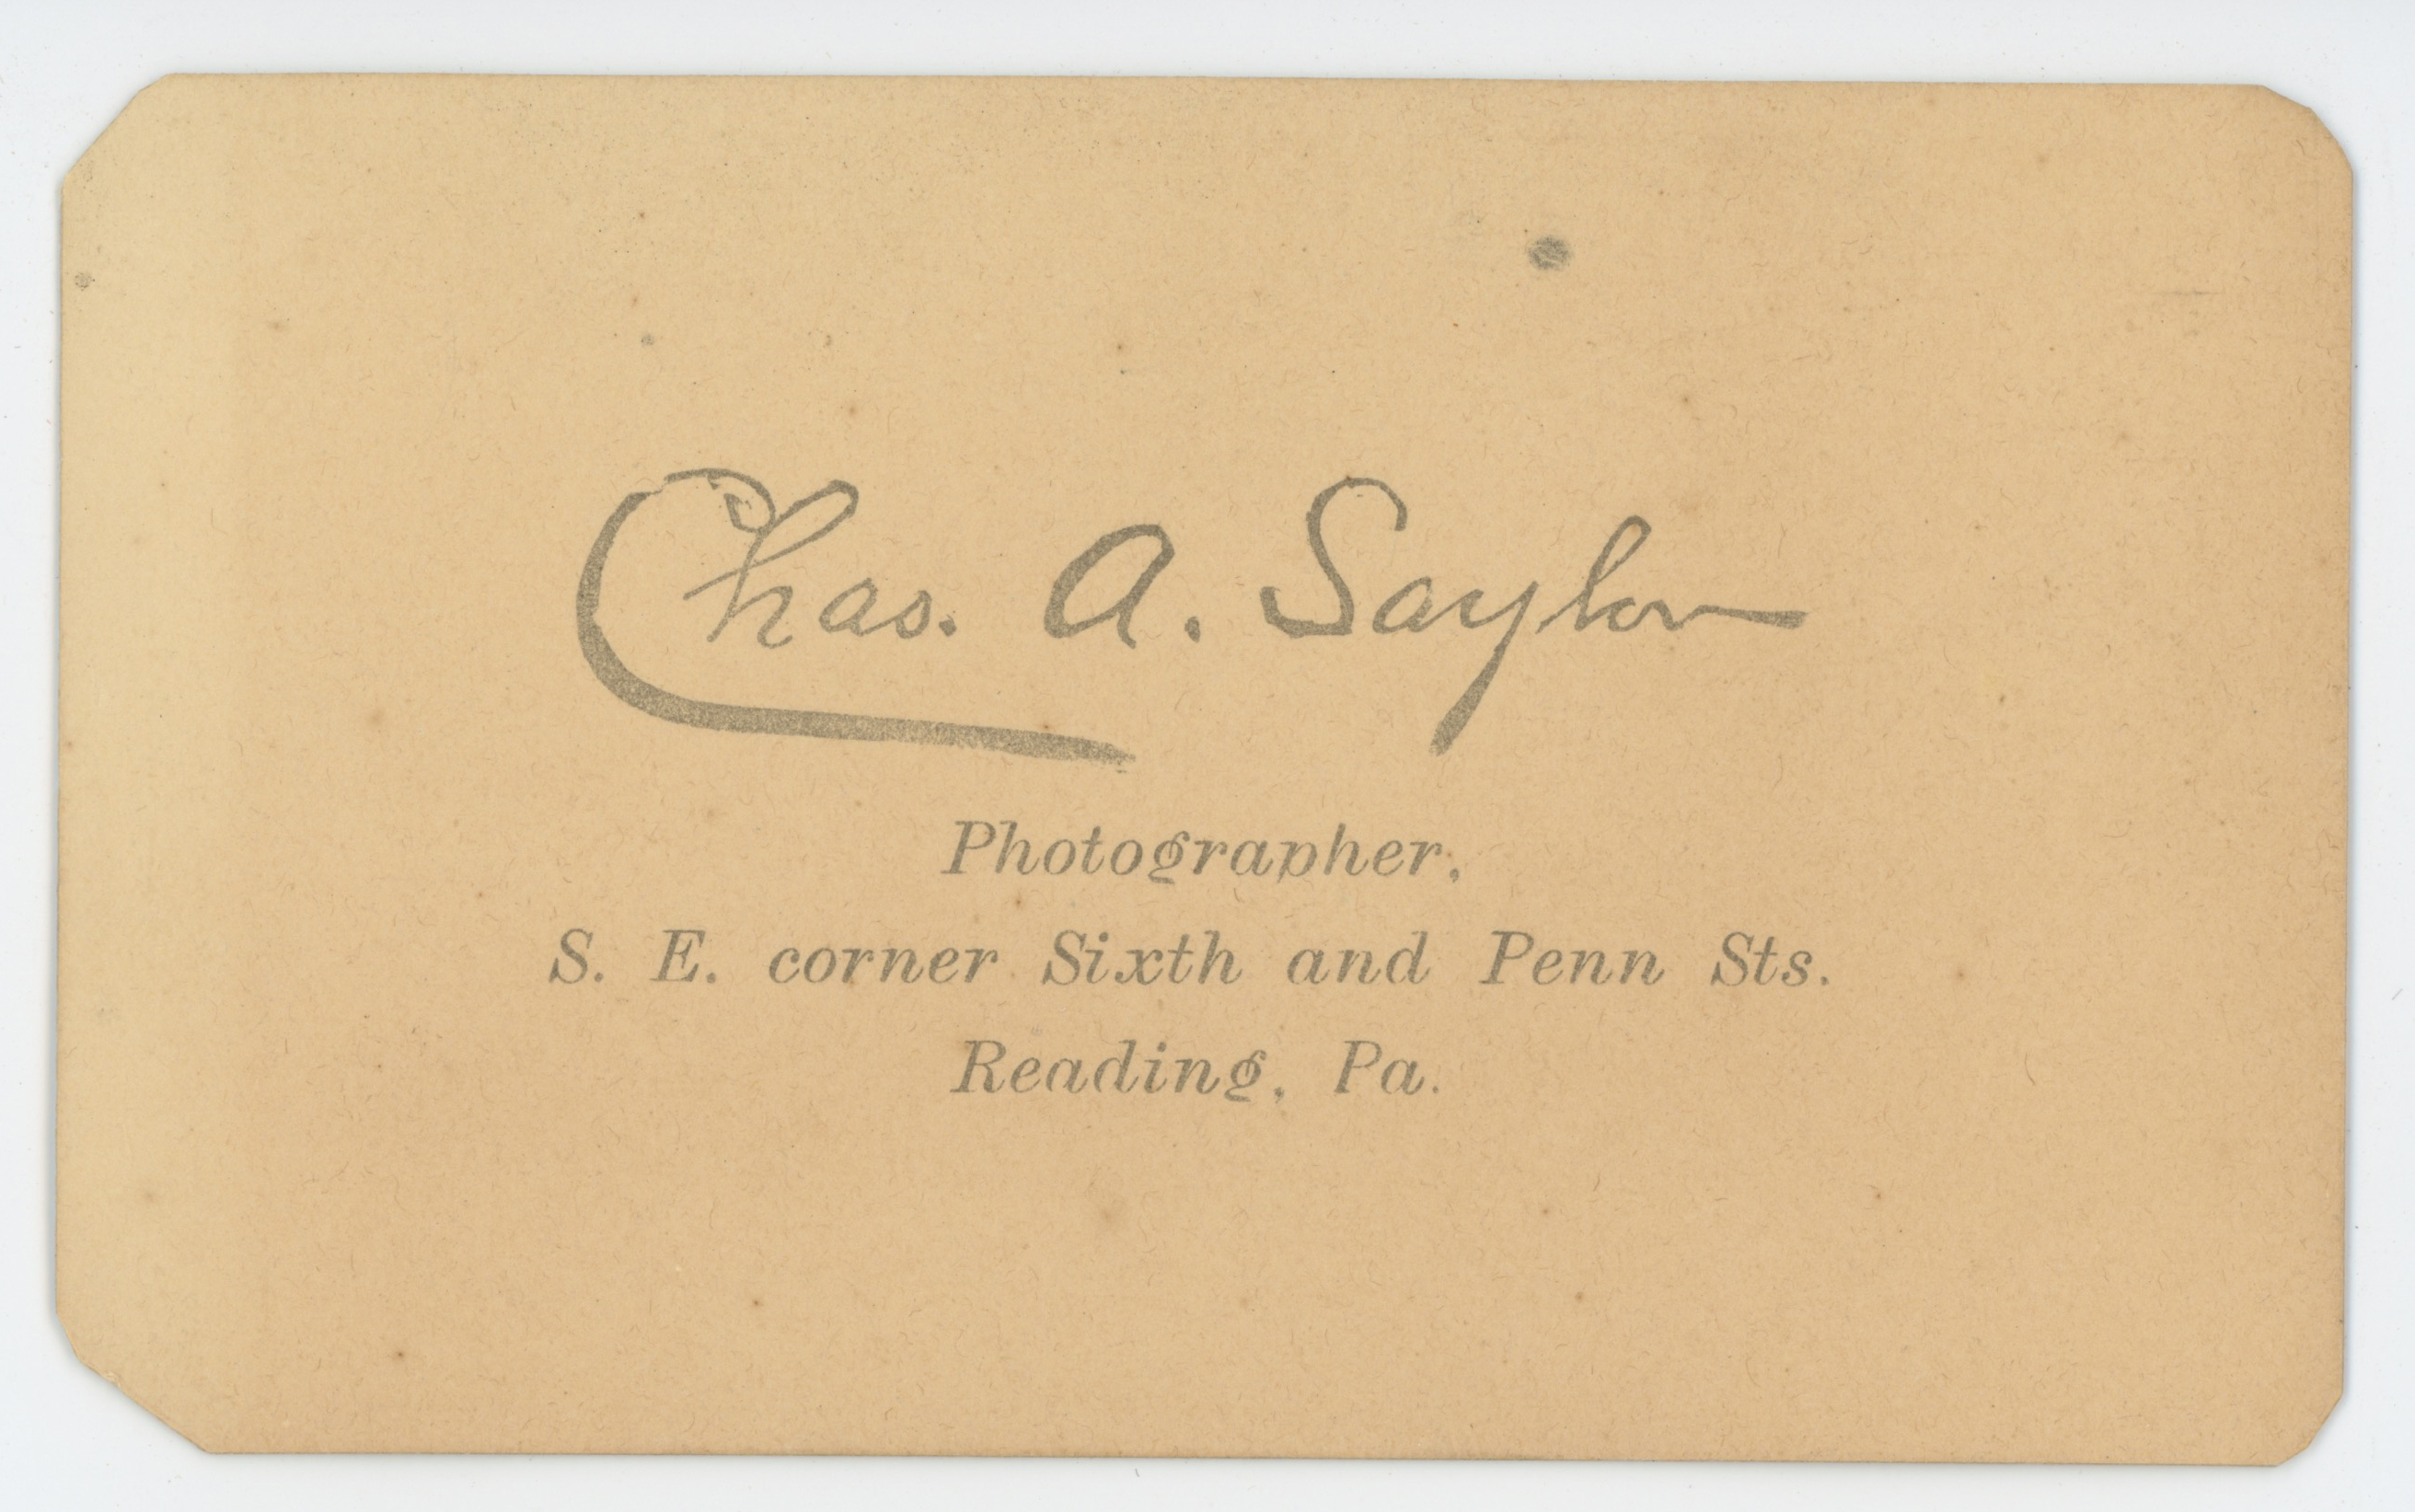 Chas. A. Saylor
Photographer,
S. E. corner Sixth and Penn Sts.
Reading, Pa.